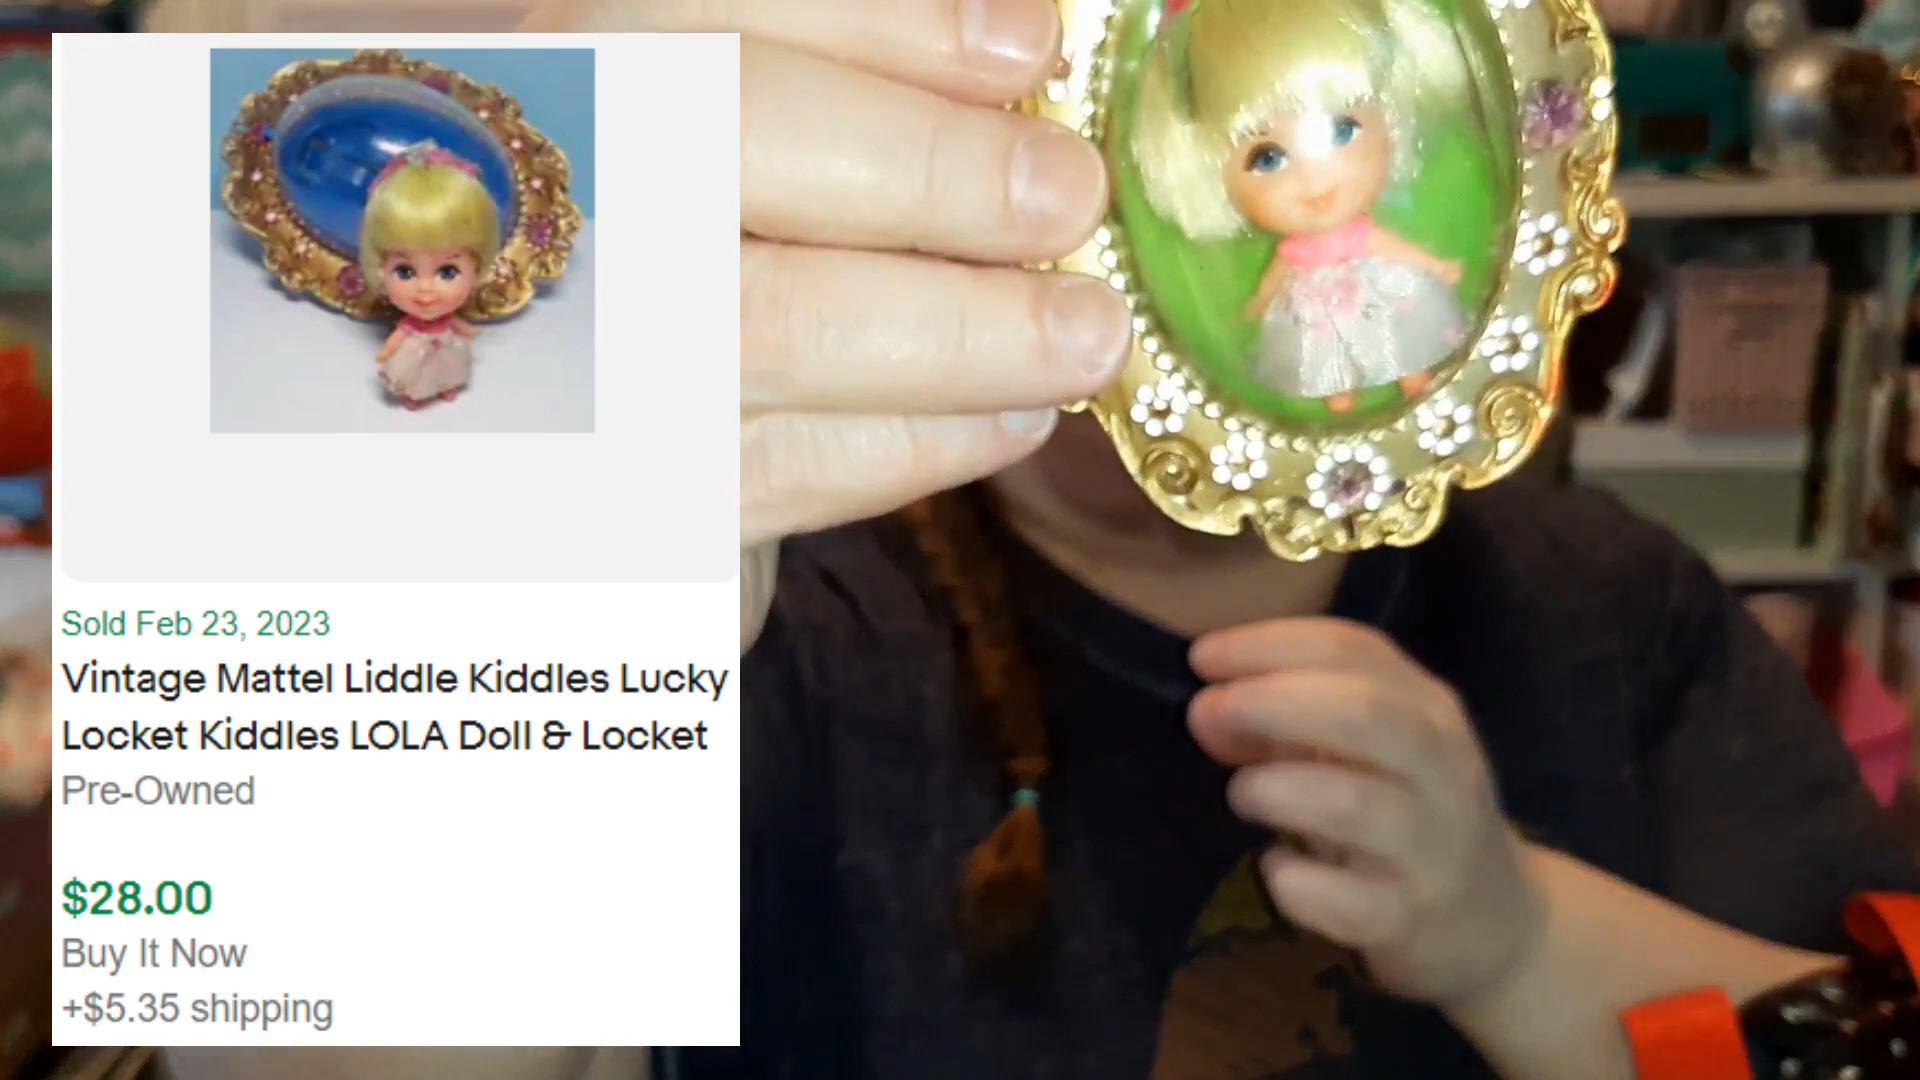 Sold Feb 23, 2023
Vintage Mattel Liddle Kiddles Lucky
Locket Kiddles LOLA Doll & Locket
Pre-Owned
$28.00
Buy It Now
+$5.35 shipping